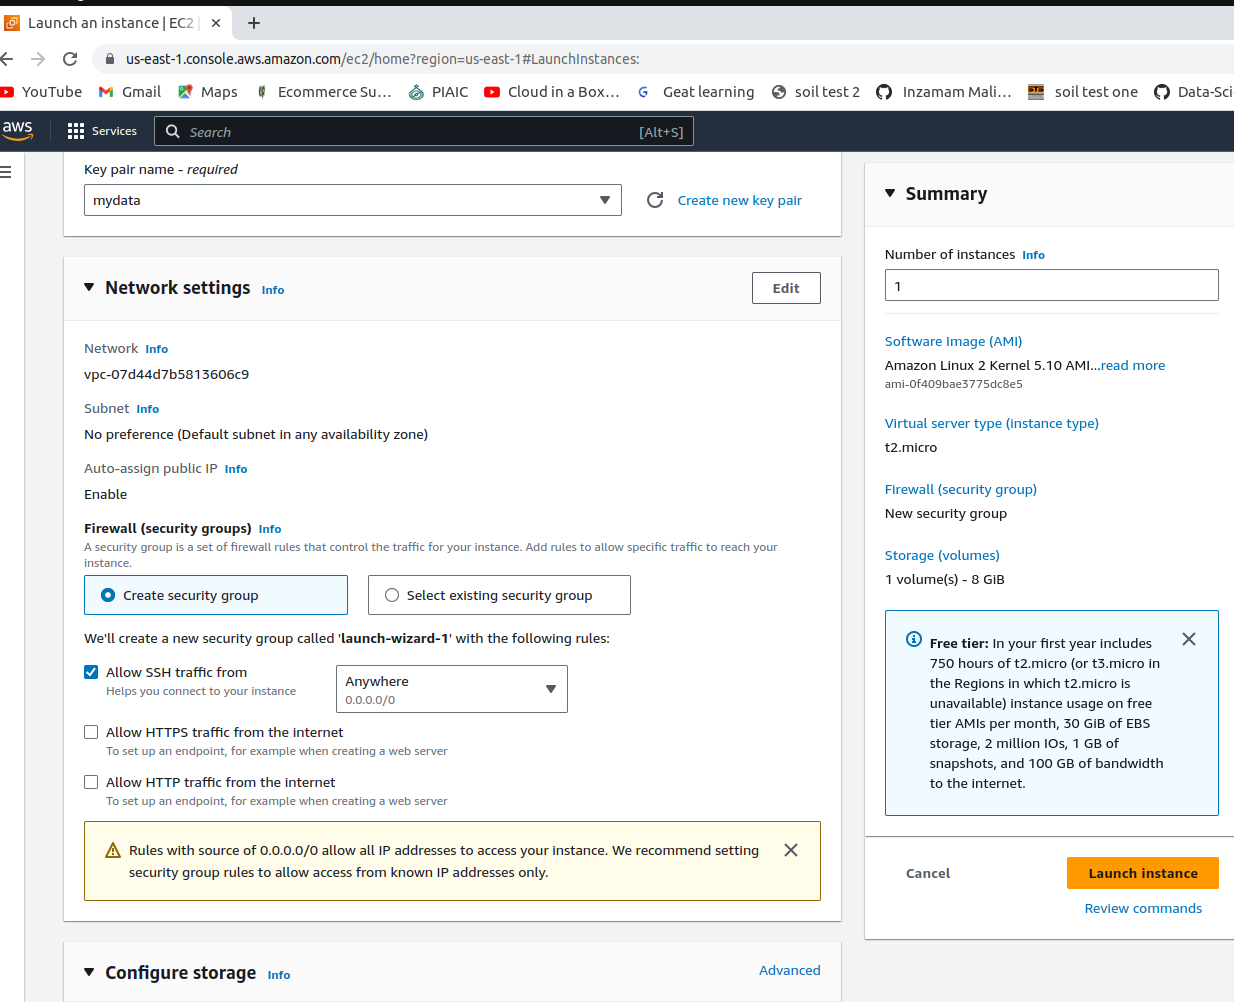 Launch an instance | EC2
us-east-1.console.aws.amazon.com/ec2/home?region=us-east-1#LaunchInstances:
YouTube Gmail Maps Ecommerce Su... PIAIC Cloud in a Box... Geat learning soil test 2 Inzamam Mali... soil test one Data-Sci
aws Services Search [Alt+S]
Key pair name - required
mydata
Create new key pair
Network settings Info
Edit
Network Info
vpc-07d44d7b5813606c9
Subnet Info
No preference (Default subnet in any availability zone)
Auto-assign public IP Info
Enable
Firewall (security groups) Info
A security group is a set of firewall rules that control the traffic for your instance. Add rules to allow specific traffic to reach your
instance.
Create security group
Select existing security group
We'll create a new security group called 'launch-wizard-1' with the following rules:
Allow SSH traffic from
Helps you connect to your instance
Anywhere
0.0.0.0/0
Allow HTTPS traffic from the internet
To set up an endpoint, for example when creating a web server
Allow HTTP traffic from the internet
To set up an endpoint, for example when creating a web server
Rules with source of 0.0.0.0/0 allow all IP addresses to access your instance. We recommend setting
security group rules to allow access from known IP addresses only.
Configure storage Info
Advanced
Summary
Number of instances Info
1
Software Image (AMI)
Amazon Linux 2 Kernel 5.10 AMI...read more
ami-0f409bae3775dc8e5
Virtual server type (instance type)
t2.micro
Firewall (security group)
New security group
Storage (volumes)
1 volume(s) - 8 GiB
Free tier: In your first year includes
750 hours of t2.micro (or t3.micro in
the Regions in which t2.micro is
unavailable) instance usage on free
tier AMIs per month, 30 GiB of EBS
storage, 2 million IOs, 1 GB of
snapshots, and 100 GB of bandwidth
to the internet.
Cancel
Launch instance
Review commands